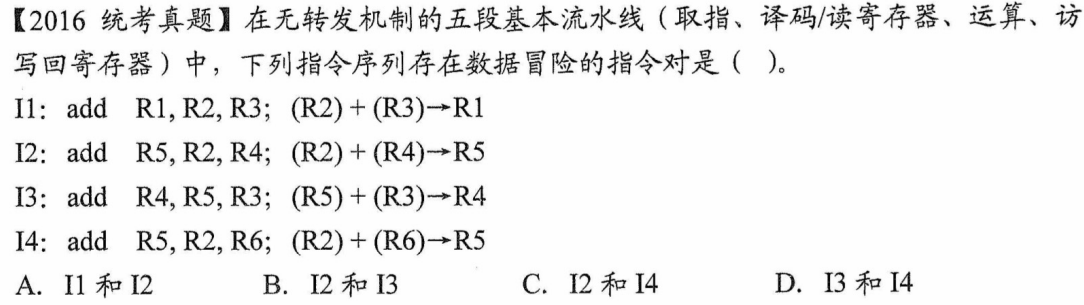 【2016 统考真题】在无转发机制的五段基本流水线（取指、译码/读寄存器、运算、访
写回寄存器）中，下列指令序列存在数据冒险的指令对是（ ）。
I1: add R1, R2, R3; (R2) + (R3)→R1
I2: add R5, R2, R4; (R2) + (R4)→R5
I3: add R4, R5, R3; (R5) + (R3)→R4
I4: add R5, R2, R6; (R2) + (R6)→R5
A. I1 和 I2 B. I2 和 I3 C. I2 和 I4 D. I3 和 I4